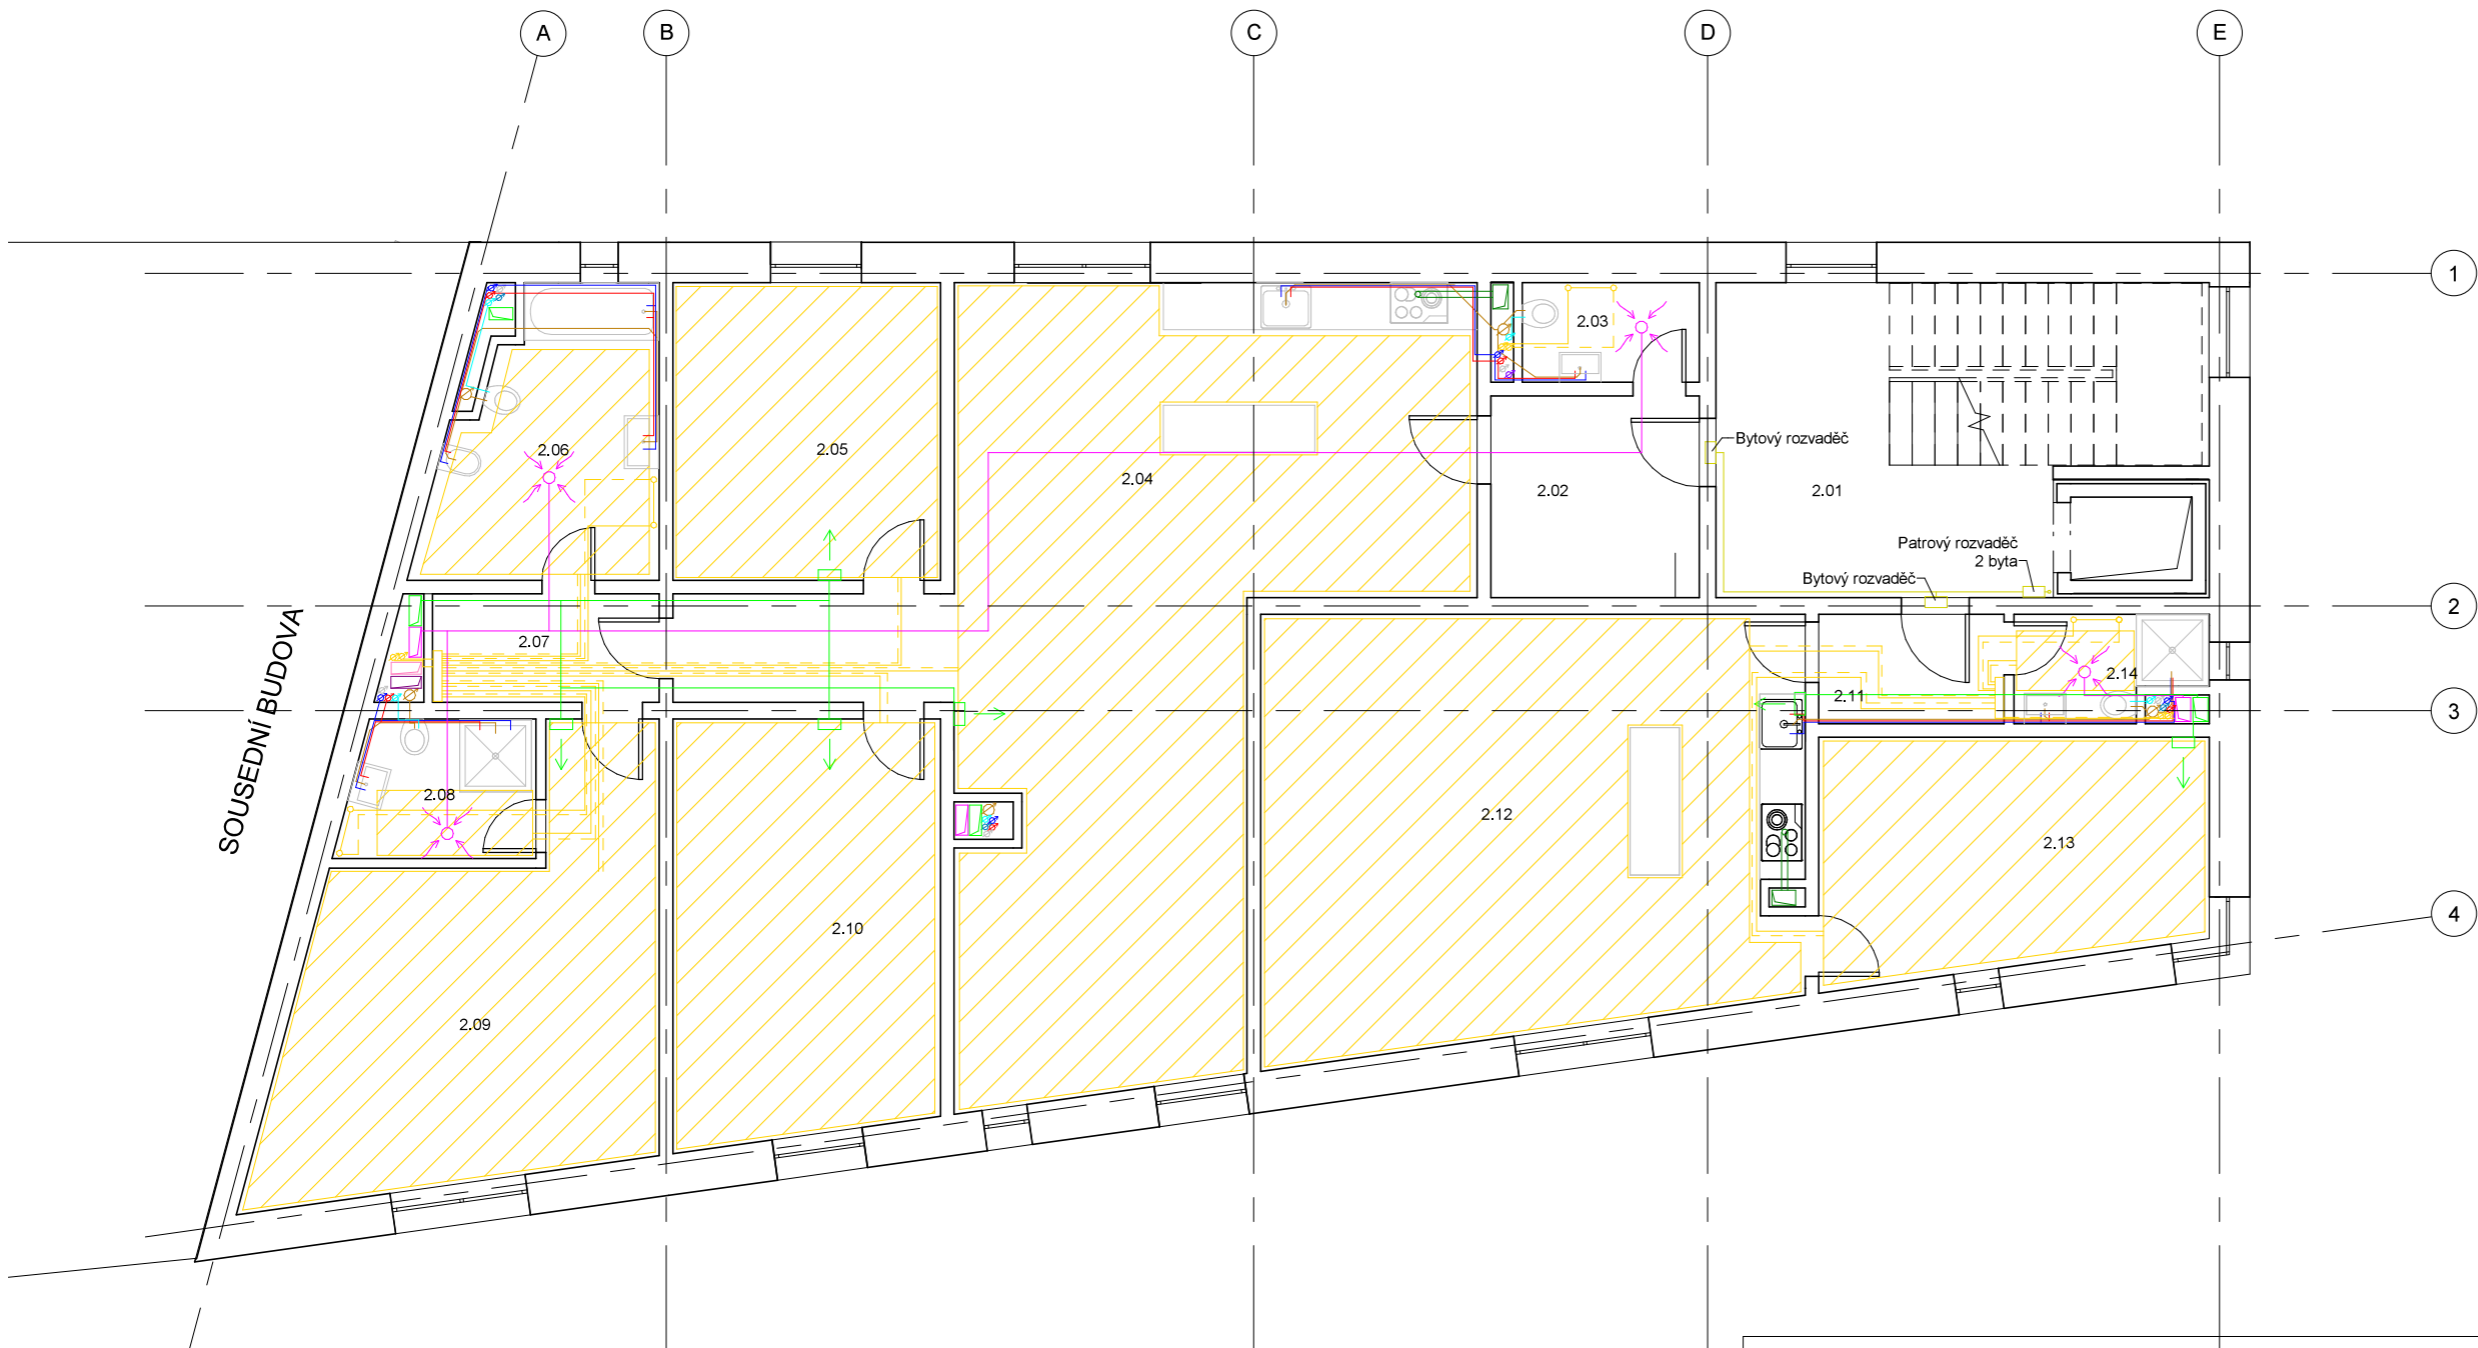 A
B
C
D
E
1
2.03
2.06
2.05
Bytový rozvaděč
2.04
2.02
2.01
Patrový rozvaděč
2 byta
Bytový rozvaděč
2
2.07
SOUSEDNÍ BUDOVA
2.14
2.11
3
2.08
2.12
2.13
4
2.10
2.09